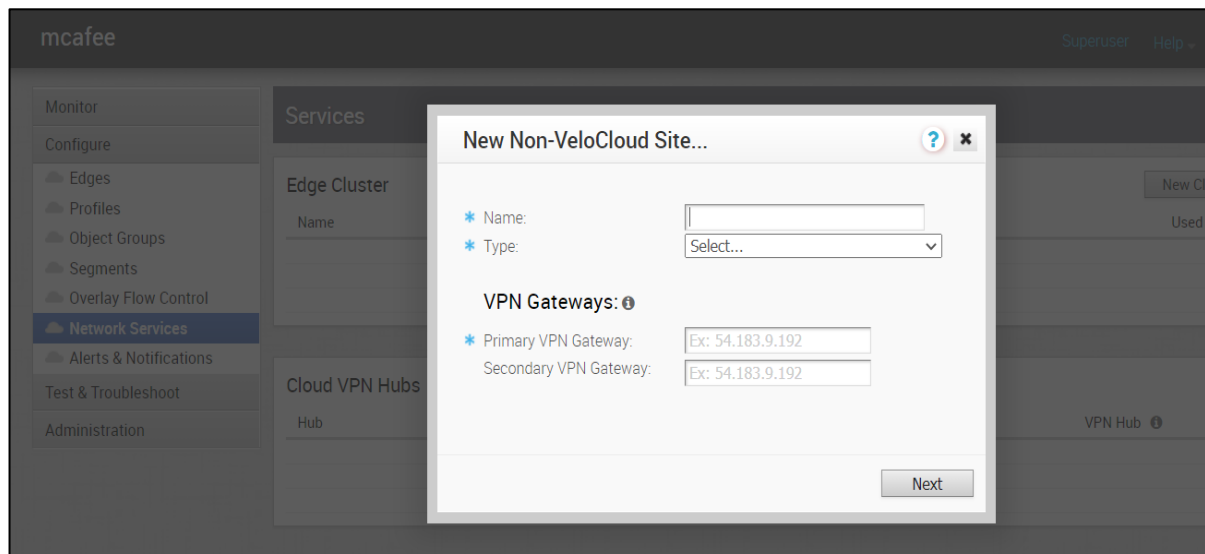 mcafee
Superuser Help
Monitor
Configure
Edges
Profiles
Object Groups
Segments
Overlay Flow Control
Network Services
Alerts & Notifications
Test & Troubleshoot
Administration
Services
Edge Cluster
New Cl
Name
Used
Cloud VPN Hubs
Hub
VPN Hub
New Non-VeloCloud Site...
?
* Name:
* Type: Select...
VPN Gateways:
* Primary VPN Gateway: Ex: 54.183.9.192
Secondary VPN Gateway: Ex: 54.183.9.192
Next